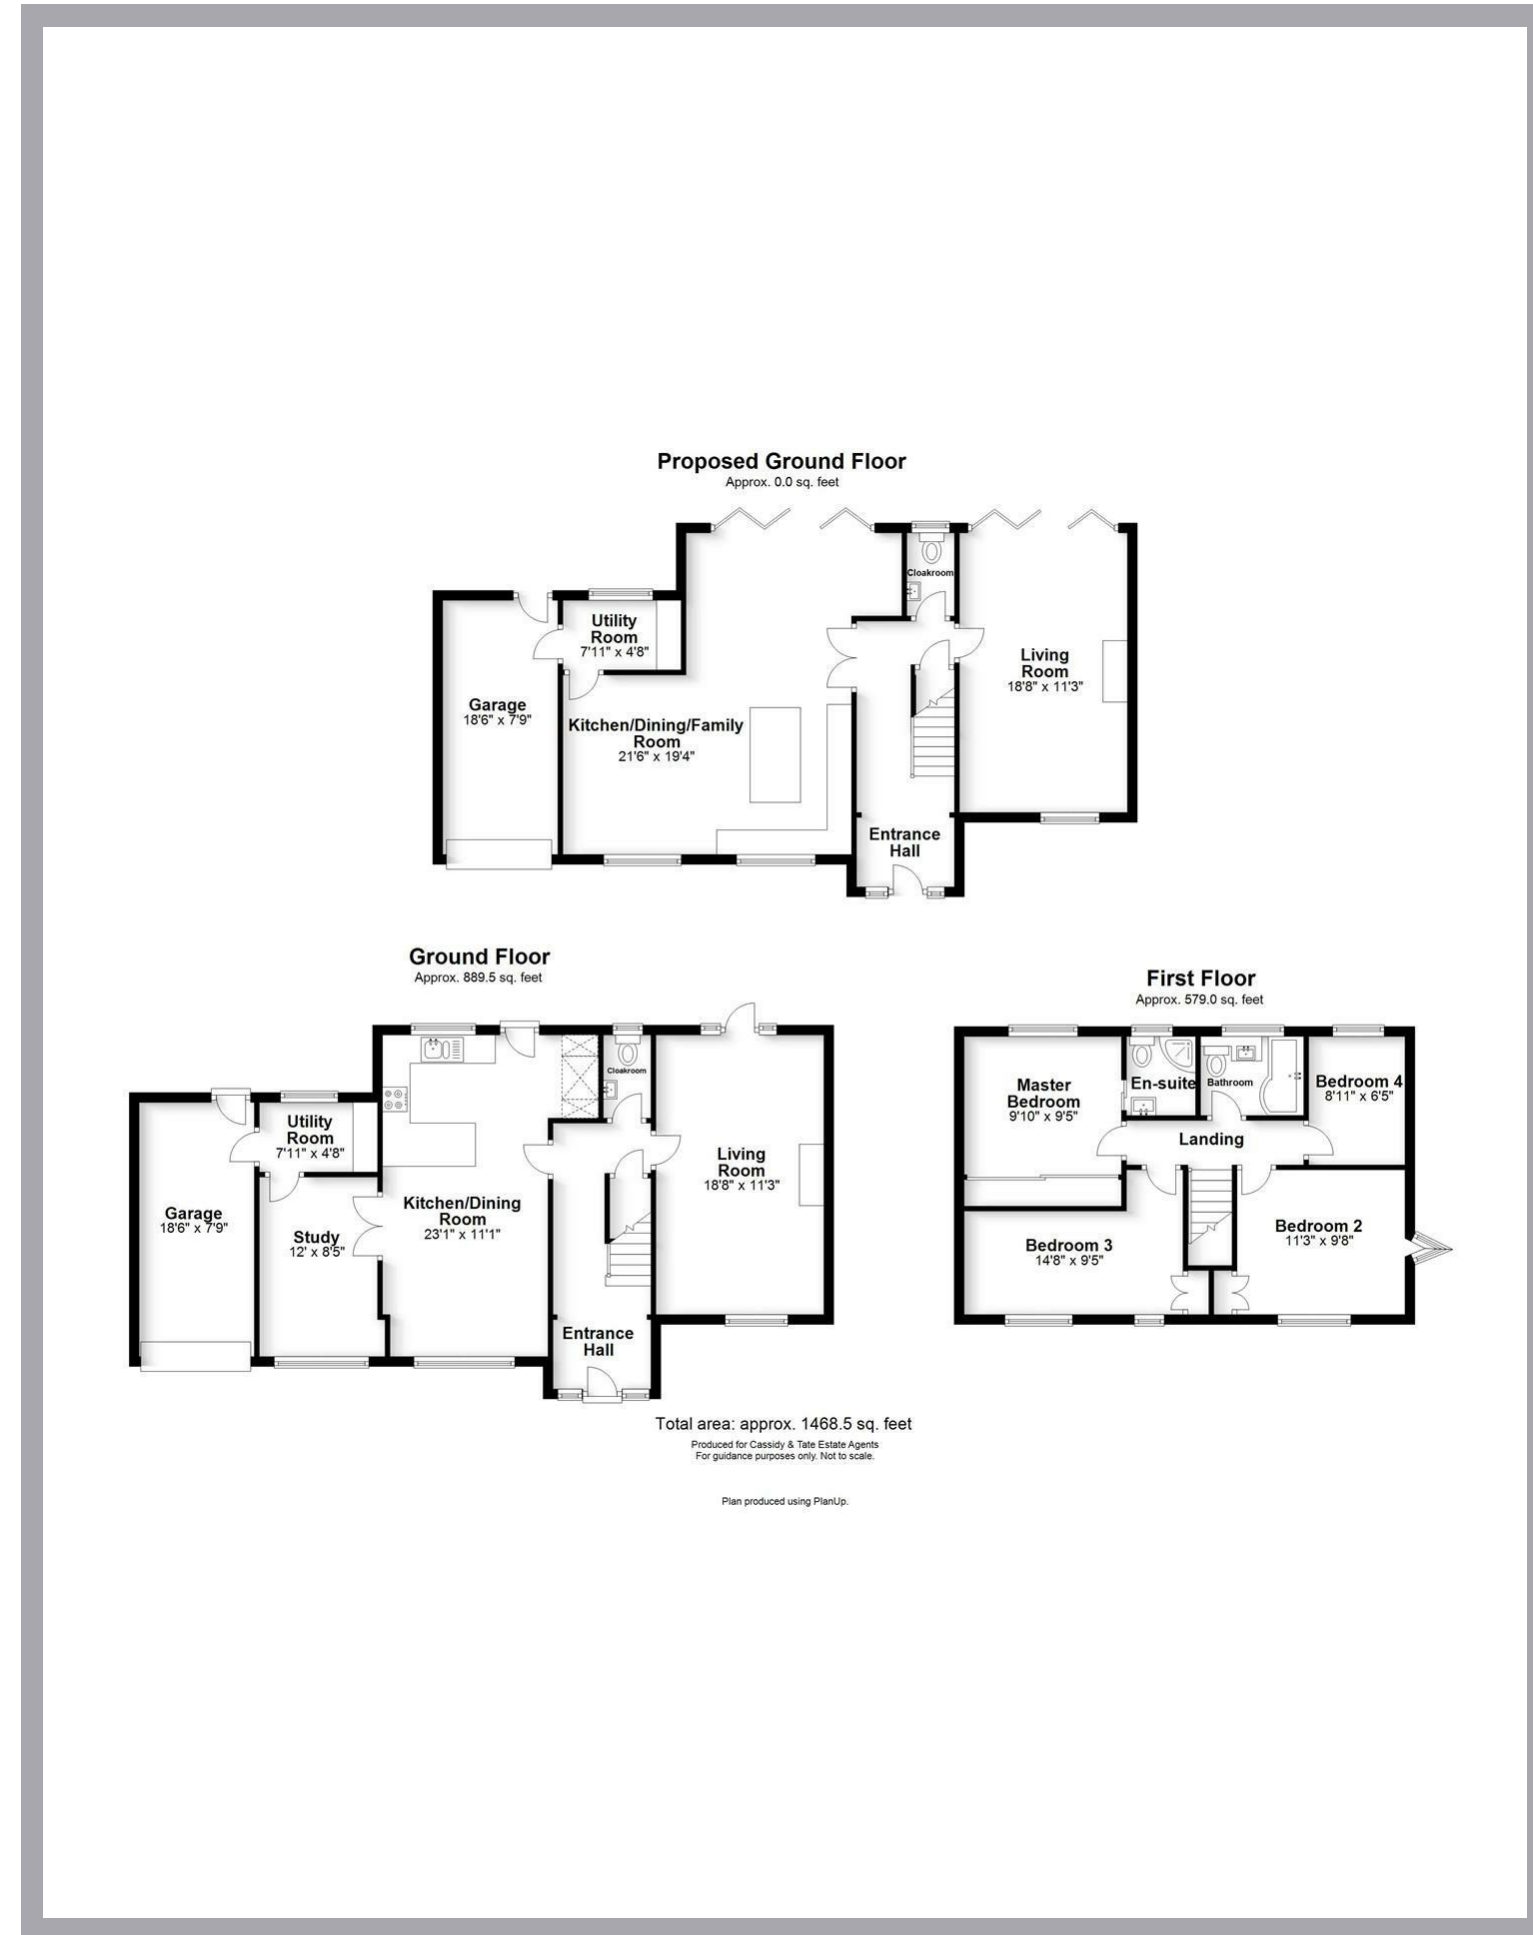 Proposed Ground Floor
Approx. 0.0 sq. feet
Cloakroom
Utility
Room
7'11" x 4'8"
Living
Room
18'8" x 11'3"
Garage
18'6" x 7'9"
Kitchen/Dining/Family
Room
21'6" x 19'4"
Entrance
Hall
Ground Floor
Approx. 889.5 sq. feet
Cloakroom
Utility
Room
7'11" x 4'8"
Living
Room
18'8" x 11'3"
Garage
18'6" x 7'9"
Kitchen/Dining
Room
23'1" x 11'1"
Study
12' x 8'5"
Entrance
Hall
First Floor
Approx. 579.0 sq. feet
Master
Bedroom
9'10" x 9'5"
En-suite
Bathroom
Bedroom 4
8'11" x 6'5"
Landing
Bedroom 3
14'8" x 9'5"
Bedroom 2
11'3" x 9'8"
Total area: approx. 1468.5 sq. feet
Produced for Cassidy & Tate Estate Agents
For guidance purposes only. Not to scale.
Plan produced using PlanUp.